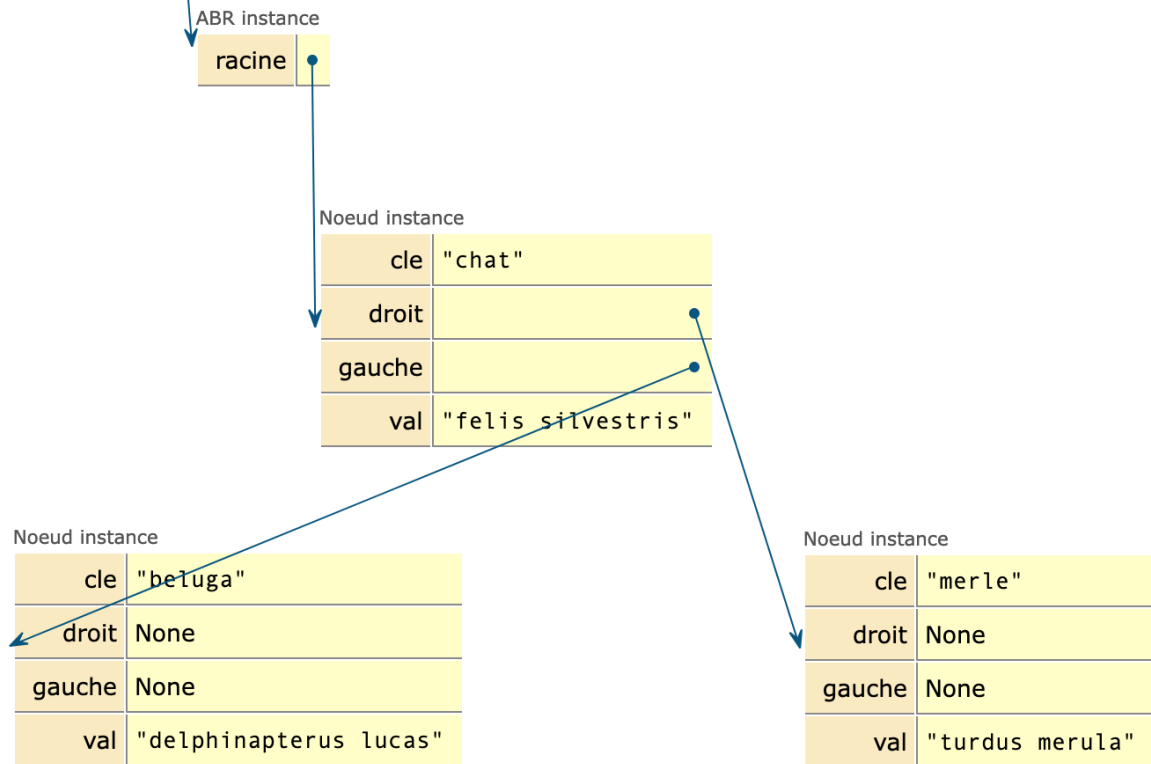 ABR instance
racine
Noeud instance
cle "chat"
droit
gauche
val "felis silvestris"
Noeud instance
cle "beluga"
droit None
gauche None
val "delphinapterus lucas"
Noeud instance
cle "merle"
droit None
gauche None
val "turdus merula"